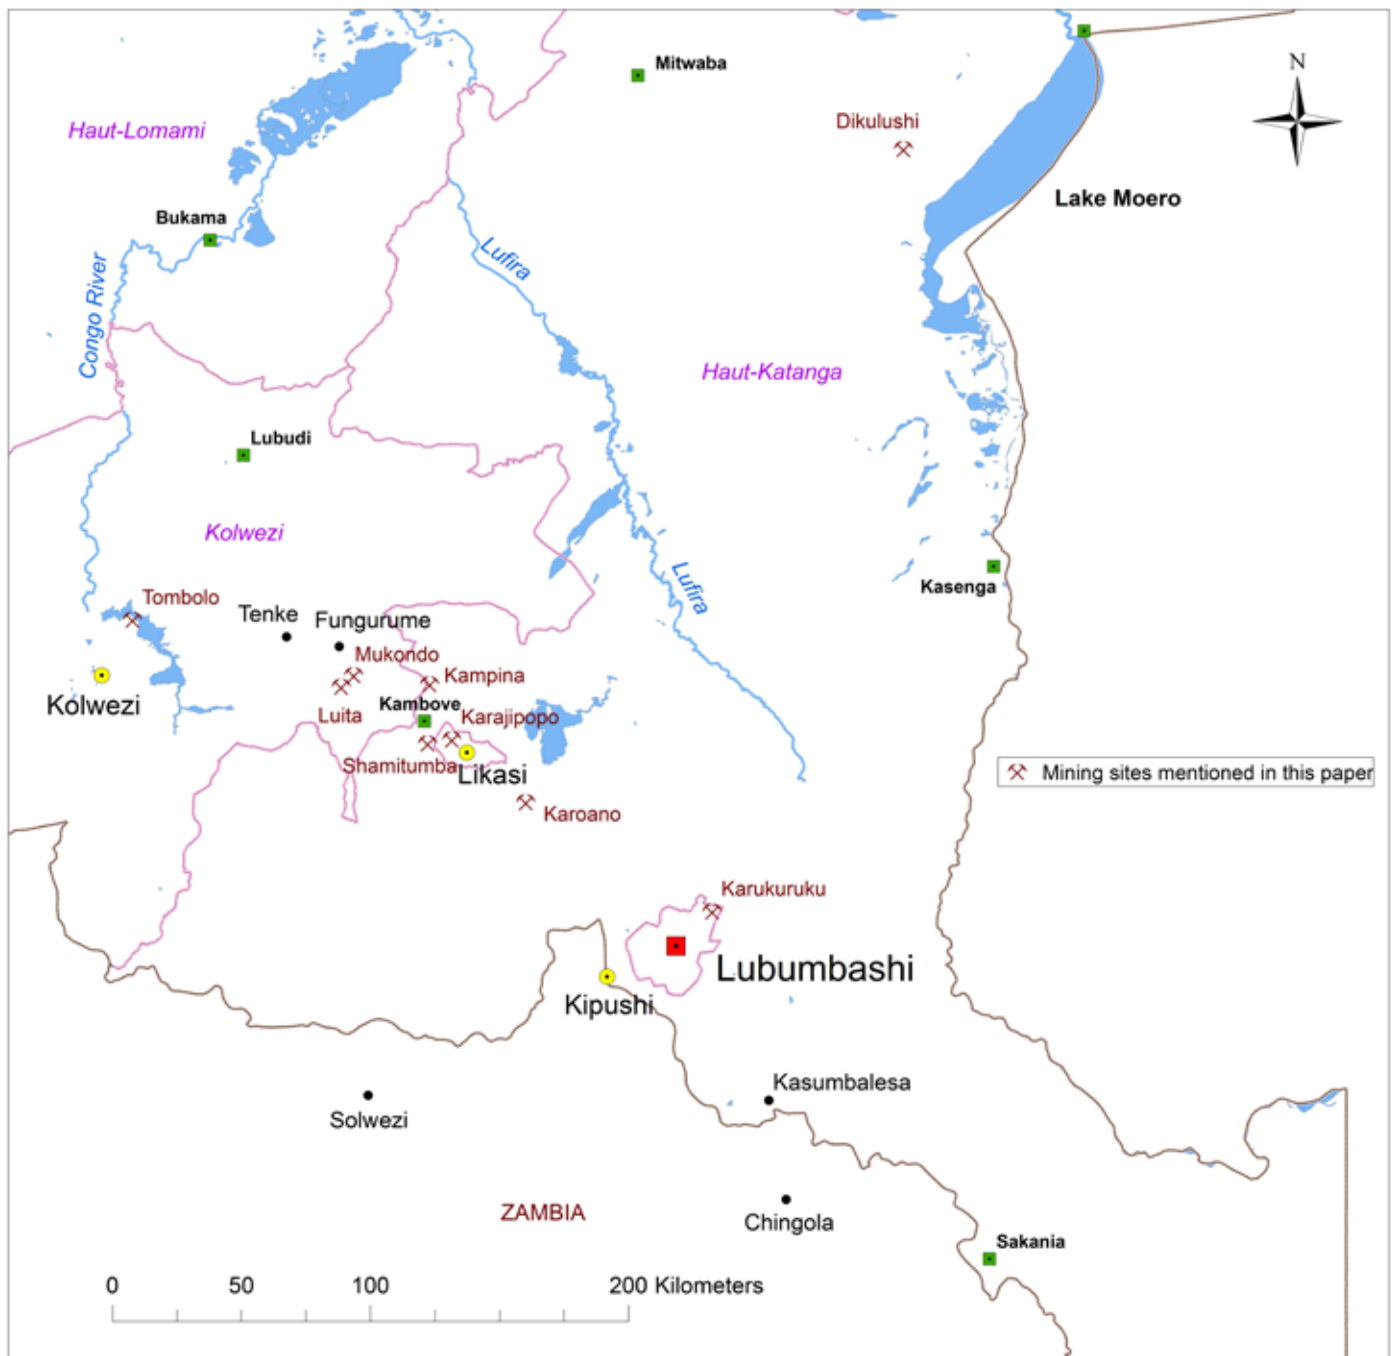 N
Mitwaba
Dikulushi
Haut-Lomami
Lake Moero
Bukama
Lufira
Congo River
Haut-Katanga
Lubudi
Kolwezi
Kasenga
Lufira
Tombolo
Tenke
Fungurume
Mukondo
Kampina
Kolwezi
Luita
Kambove
Karajipopo
Shamitumba
Likasi
Mining sites mentioned in this paper
Karoano
Karukuruku
Lubumbashi
Kipushi
Kasumbalesa
Solwezi
ZAMBIA
Chingola
Sakania
0 50 100 200 Kilometers